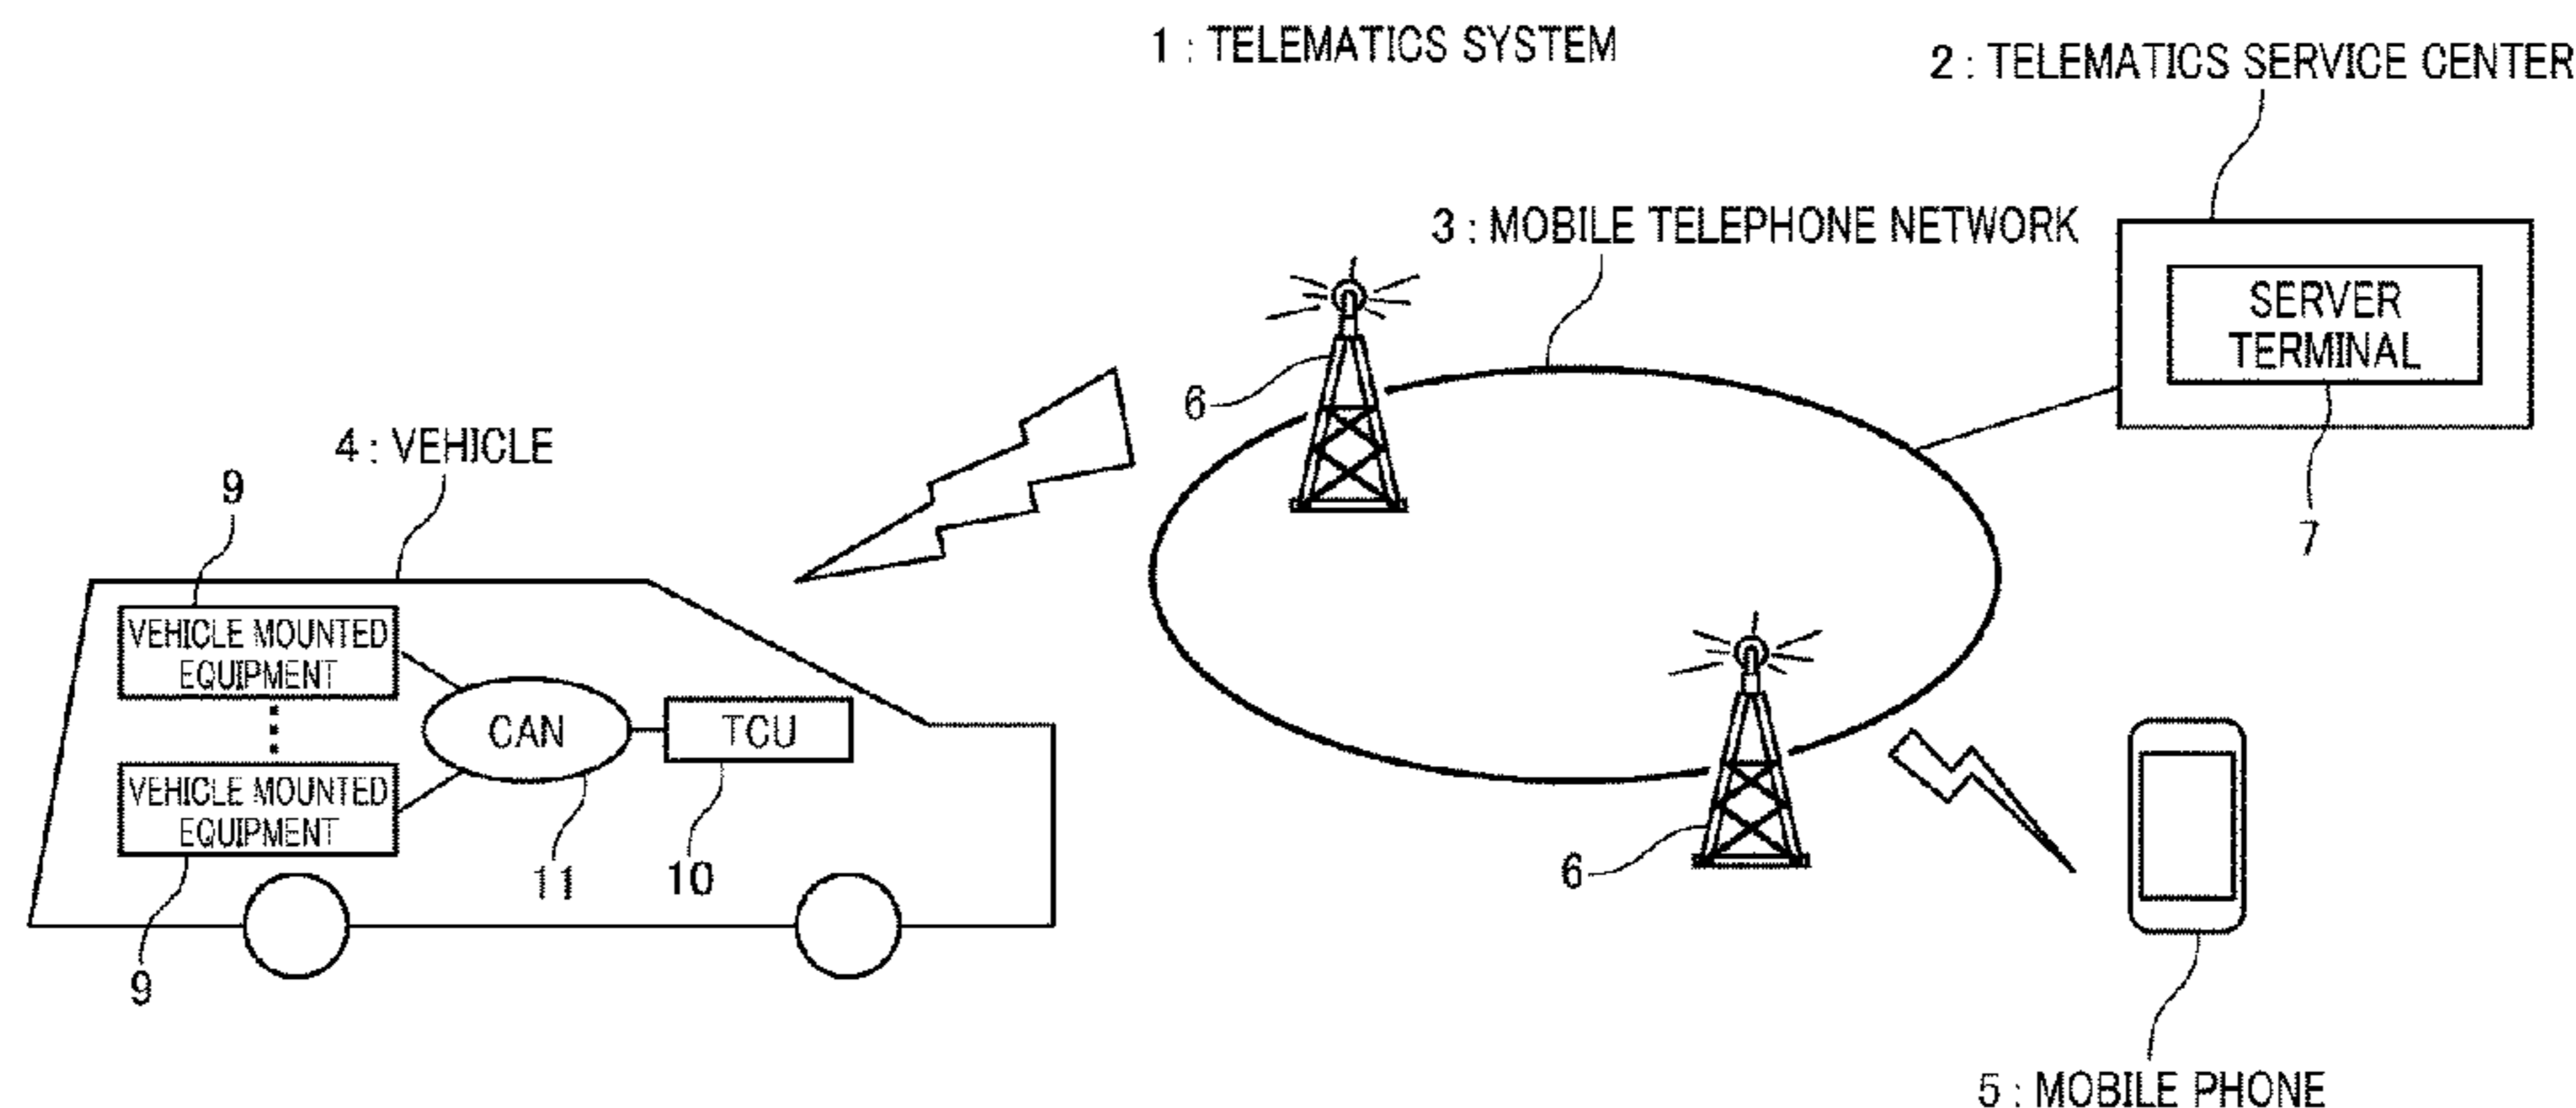 1 : TELEMATICS SYSTEM
2 : TELEMATICS SERVICE CENTER
3 : MOBILE TELEPHONE NETWORK
SERVER
TERMINAL
7
6
4 : VEHICLE
9
VEHICLE MOUNTED
EQUIPMENT
CAN
TCU
VEHICLE MOUNTED
EQUIPMENT
11
10
9
6
5 : MOBILE PHONE